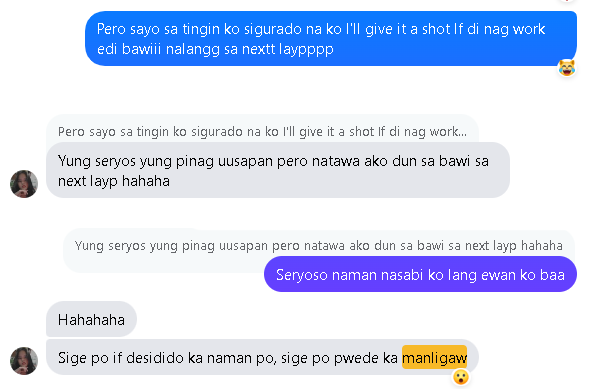 Pero sayo sa tingin ko sigurado na ko I'll give it a shot If di nag work
edi bawiii nalangg sa nextt laypppp
Pero sayo sa tingin ko sigurado na ko I'll give it a shot If di nag work...
Yung seryos yung pinag uusapan pero natawa ako dun sa bawi sa
next layp hahaha
Yung seryos yung pinag uusapan pero natawa ako dun sa bawi sa next layp hahaha
Seryoso naman nasabi ko lang ewan ko baa
Hahahaha
Sige po if desidido ka naman po, sige po pwede ka manligaw